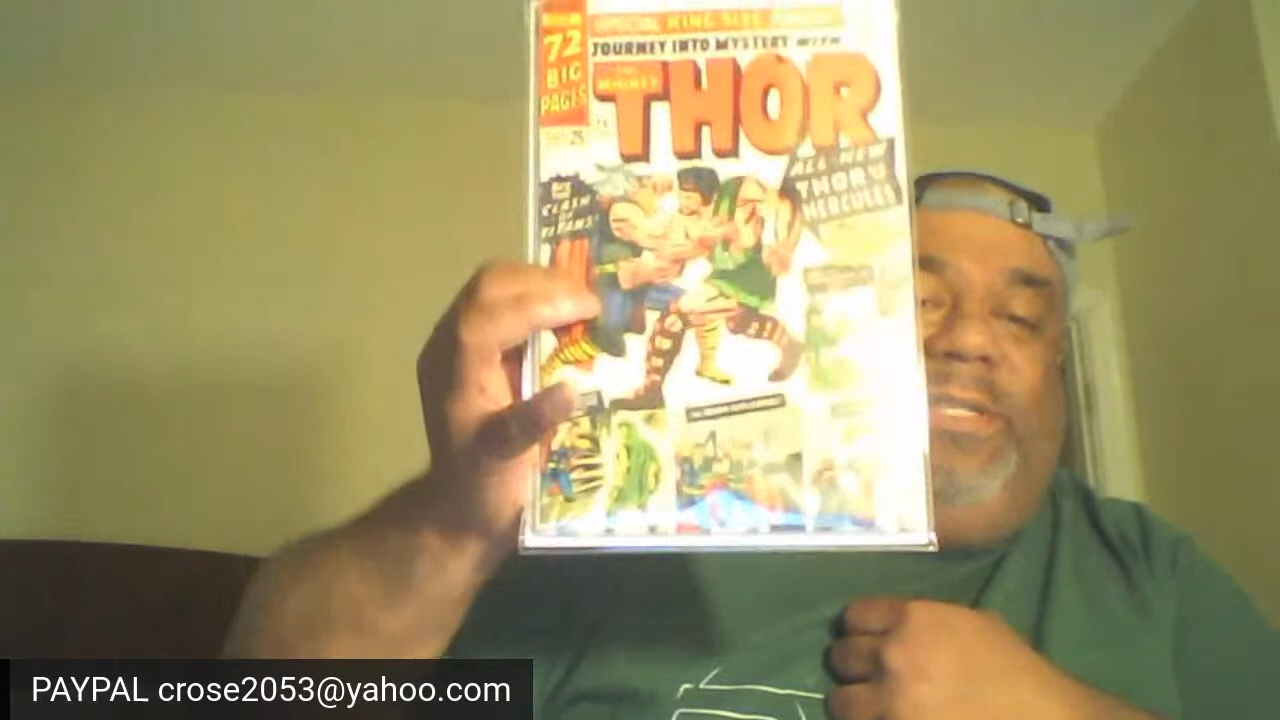 SPECIAL KING SIZE ANNUAL!
72
BIG
PAGES
JOURNEY INTO MYSTERY WITH
THE
MIGHTY
THOR
25
ALL-NEW
THOR VS
HERCULES
CLASH
OF
TITANS!
PAYPAL crose2053@yahoo.com